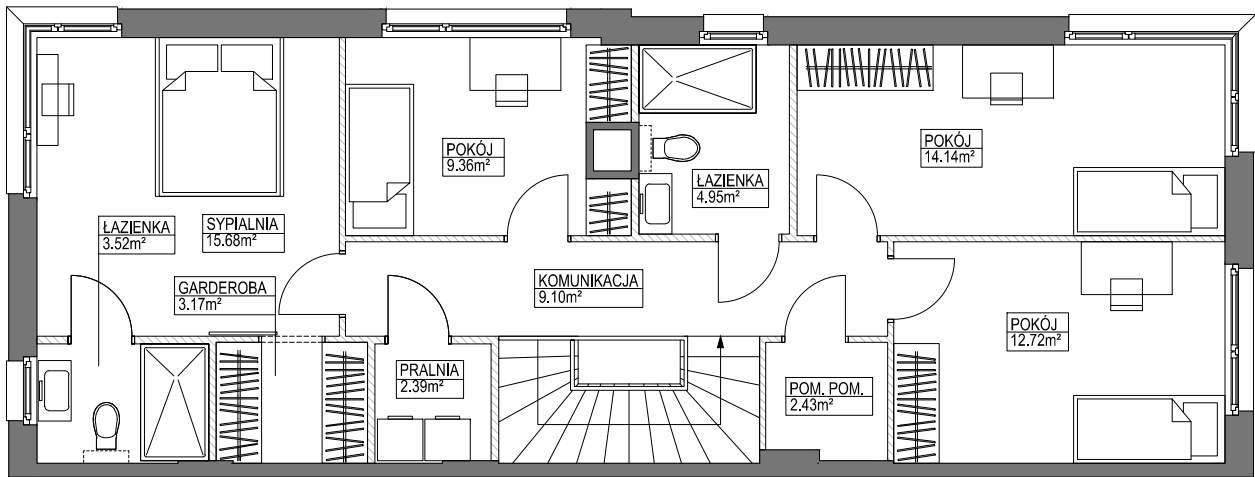 POKÓJ
9.36m²
POKÓJ
14.14m²
ŁAZIENKA
4.95m²
ŁAZIENKA
3.52m²
SYPIALNIA
15.68m²
GARDEROBA
3.17m²
KOMUNIKACJA
9.10m²
POKÓJ
12.72m²
PRALNIA
2.39m²
POM. POM.
2.43m²